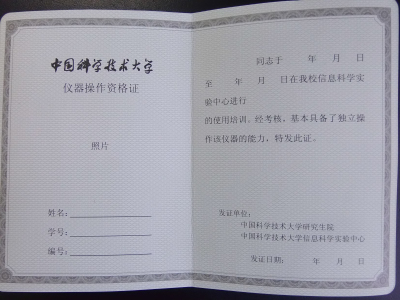 中国科学技术大学
仪器操作资格证
照片
姓名：
学号：
编号：
同志于 年 月 日
至 年 月 日在我校信息科学实
验中心进行
的使用培训。经考核，基本具备了独立操
作该仪器的能力，特发此证。
发证单位：
中国科学技术大学研究生院
中国科学技术大学信息科学实验中心
发证日期： 年 月 日